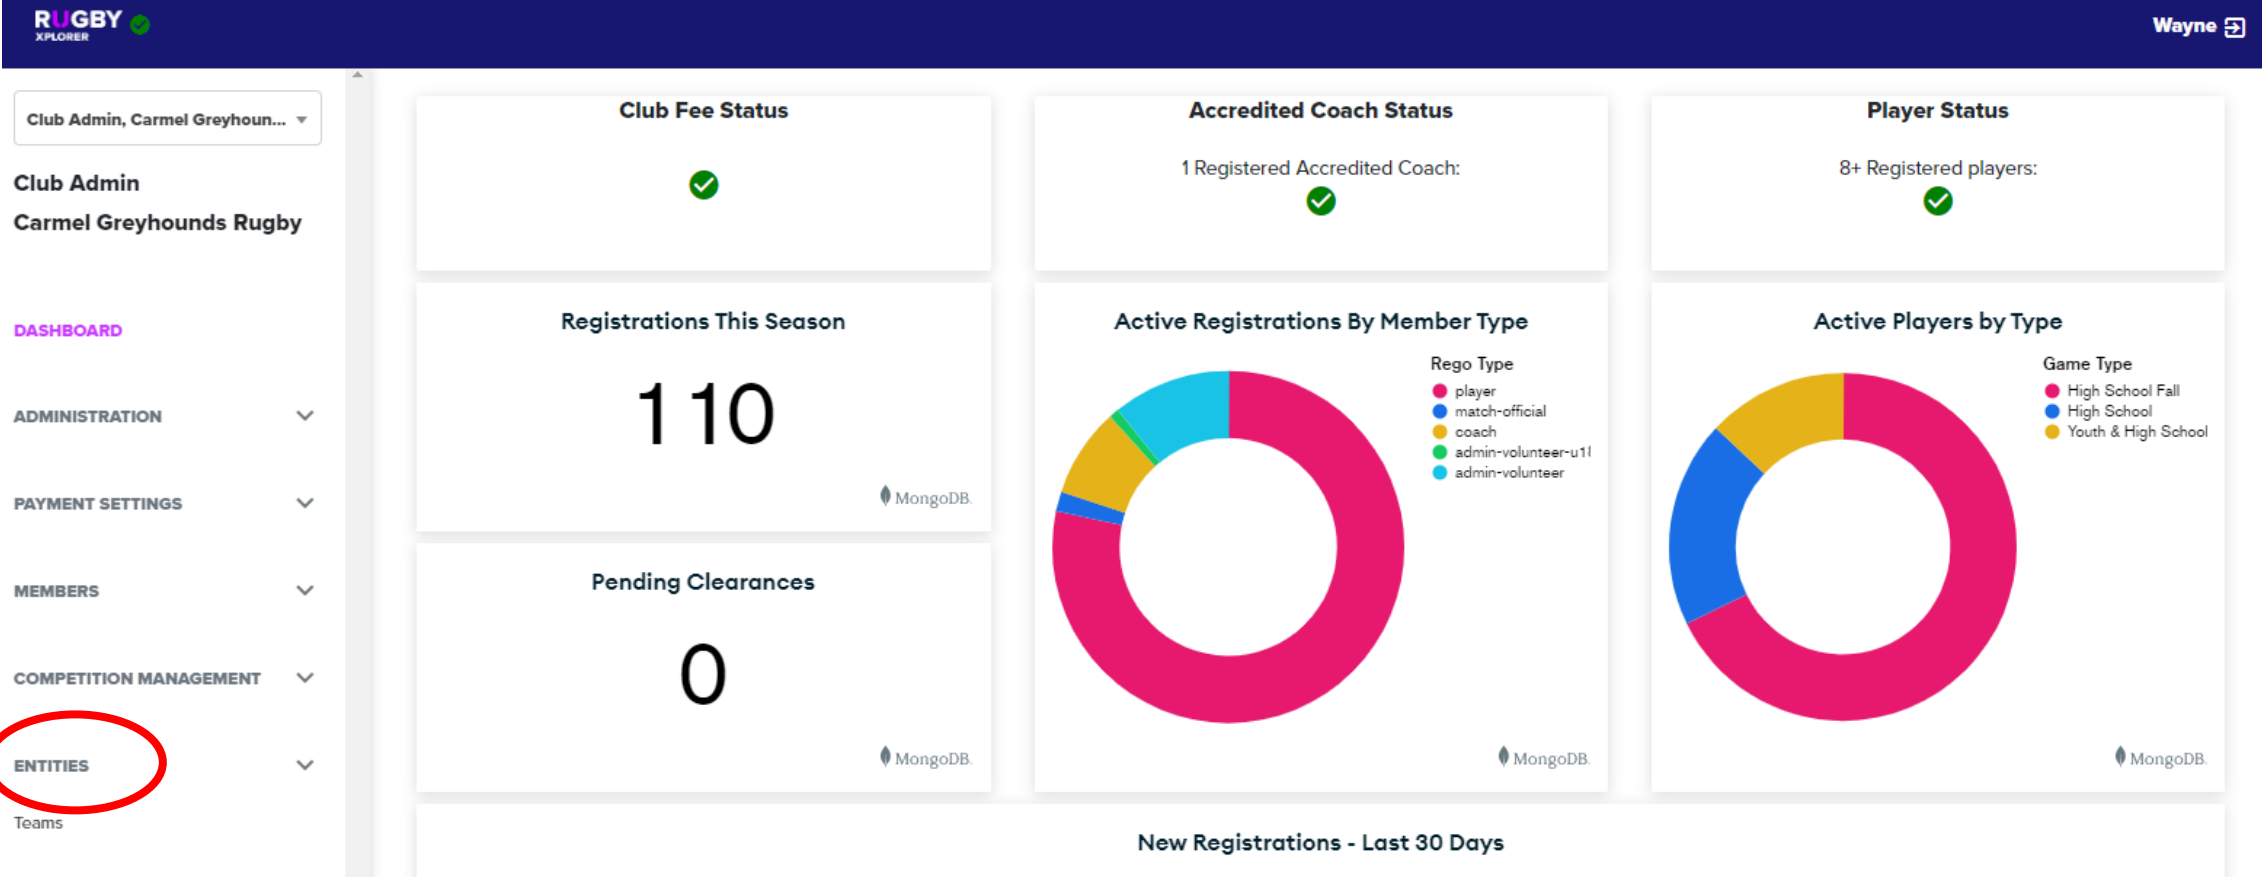 RUGBY
XPLORER
Wayne
Club Admin, Carmel Greyhoun...
Club Admin
Carmel Greyhounds Rugby
DASHBOARD
ADMINISTRATION
PAYMENT SETTINGS
MEMBERS
COMPETITION MANAGEMENT
ENTITIES
Teams
Club Fee Status
Accredited Coach Status
1 Registered Accredited Coach:
Player Status
8+ Registered players:
Registrations This Season
110
MongoDB.
Pending Clearances
0
MongoDB.
Active Registrations By Member Type
Rego Type
player
match-official
coach
admin-volunteer-u1
admin-volunteer
MongoDB.
Active Players by Type
Game Type
High School Fall
High School
Youth & High School
MongoDB.
New Registrations - Last 30 Days